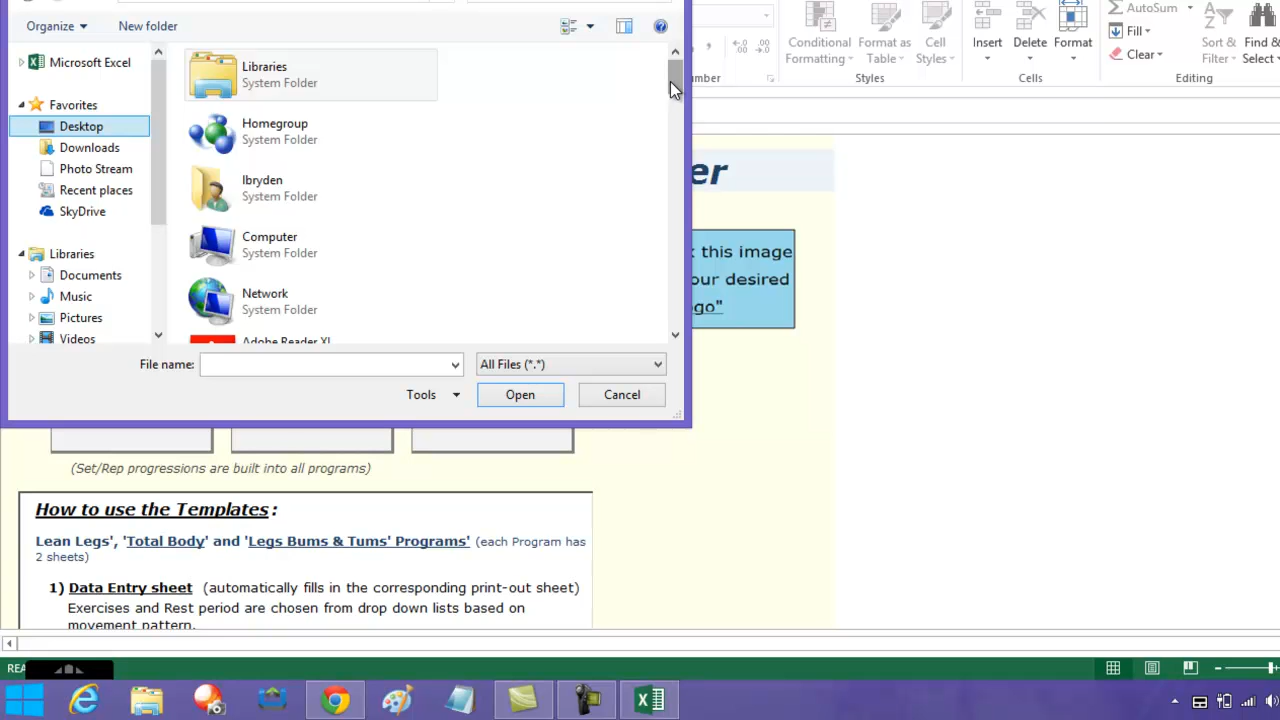 Organize
New folder
Microsoft Excel
Favorites
Desktop
Downloads
Photo Stream
Recent places
SkyDrive
Libraries
Documents
Music
Pictures
Videos
Libraries
System Folder
Homegroup
System Folder
lbryden
System Folder
Computer
System Folder
Network
System Folder
Adobe Reader XI
File name:
All Files (*.*)
Tools
Open
Cancel
Conditional
Formatting
Format as
Table
Cell
Styles
Insert
Delete
Format
AutoSum
Fill
Clear
Sort &
Filter
Find &
Select
Styles
Cells
Editing
this image
our desired
go"
(Set/Rep progressions are built into all programs)
How to use the Templates:
Lean Legs', 'Total Body' and 'Legs Bums & Tums' Programs' (each Program has
2 sheets)
1) Data Entry sheet (automatically fills in the corresponding print-out sheet)
Exercises and Rest period are chosen from drop down lists based on
movement pattern.